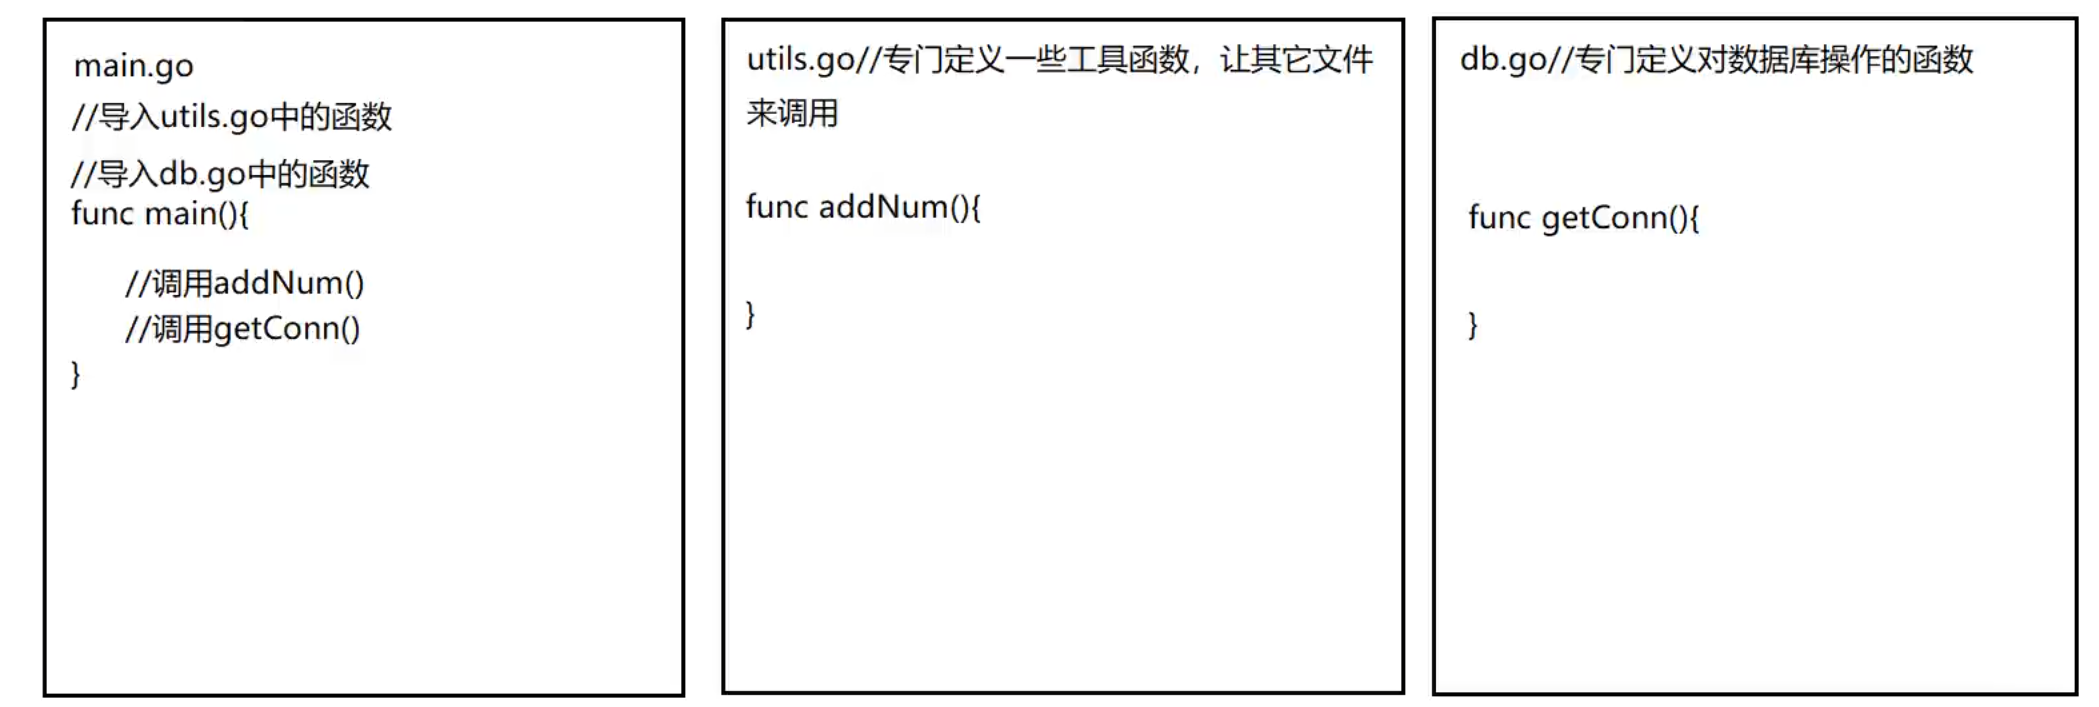 main.go
//导入utils.go中的函数
//导入db.go中的函数
func main(){
//调用addNum()
//调用getConn()
}
utils.go//专门定义一些工具函数，让其它文件
来调用
func addNum(){
}
db.go//专门定义对数据库操作的函数
func getConn(){
}